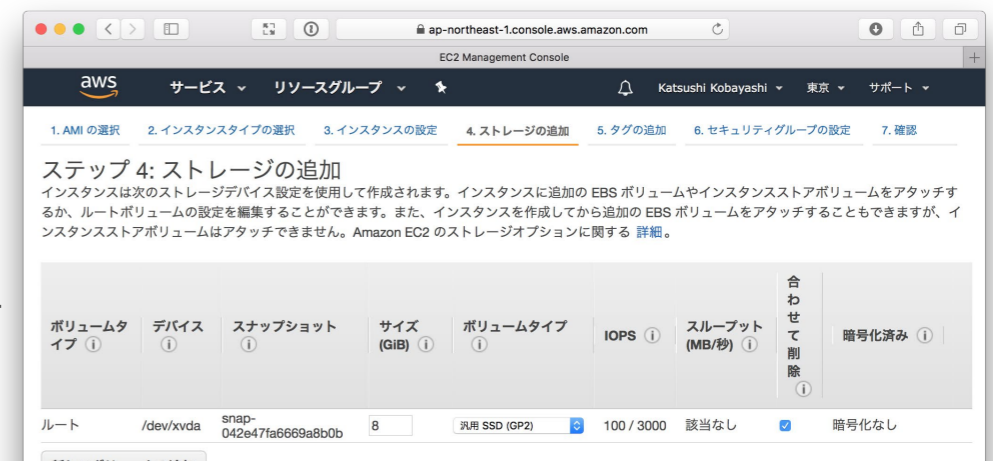 ap-northeast-1.console.aws.amazon.com
EC2 Management Console
aws サービス リソースグループ Katsushi Kobayashi 東京 サポート
1. AMI の選択 2. インスタンスタイプの選択 3. インスタンスの設定 4. ストレージの追加 5. タグの追加 6. セキュリティグループの設定 7. 確認
ステップ 4: ストレージの追加
インスタンスは次のストレージデバイス設定を使用して作成されます。インスタンスに追加の EBS ボリュームやインスタンスストアボリュームをアタッチす
るか、ルートボリュームの設定を編集することができます。また、インスタンスを作成してから追加の EBS ボリュームをアタッチすることもできますが、イ
ンスタンスストアボリュームはアタッチできません。Amazon EC2 のストレージオプションに関する 詳細。
ボリュームタ
イプ
デバイス
スナップショット
サイズ
(GiB)
ボリュームタイプ
IOPS
スループット
(MB/秒)
合
わ
せ
て
削
除
暗号化済み
ルート /dev/xvda snap-
042e47fa6669a8b0b
8 汎用 SSD (GP2) 100 / 3000 該当なし 暗号化なし